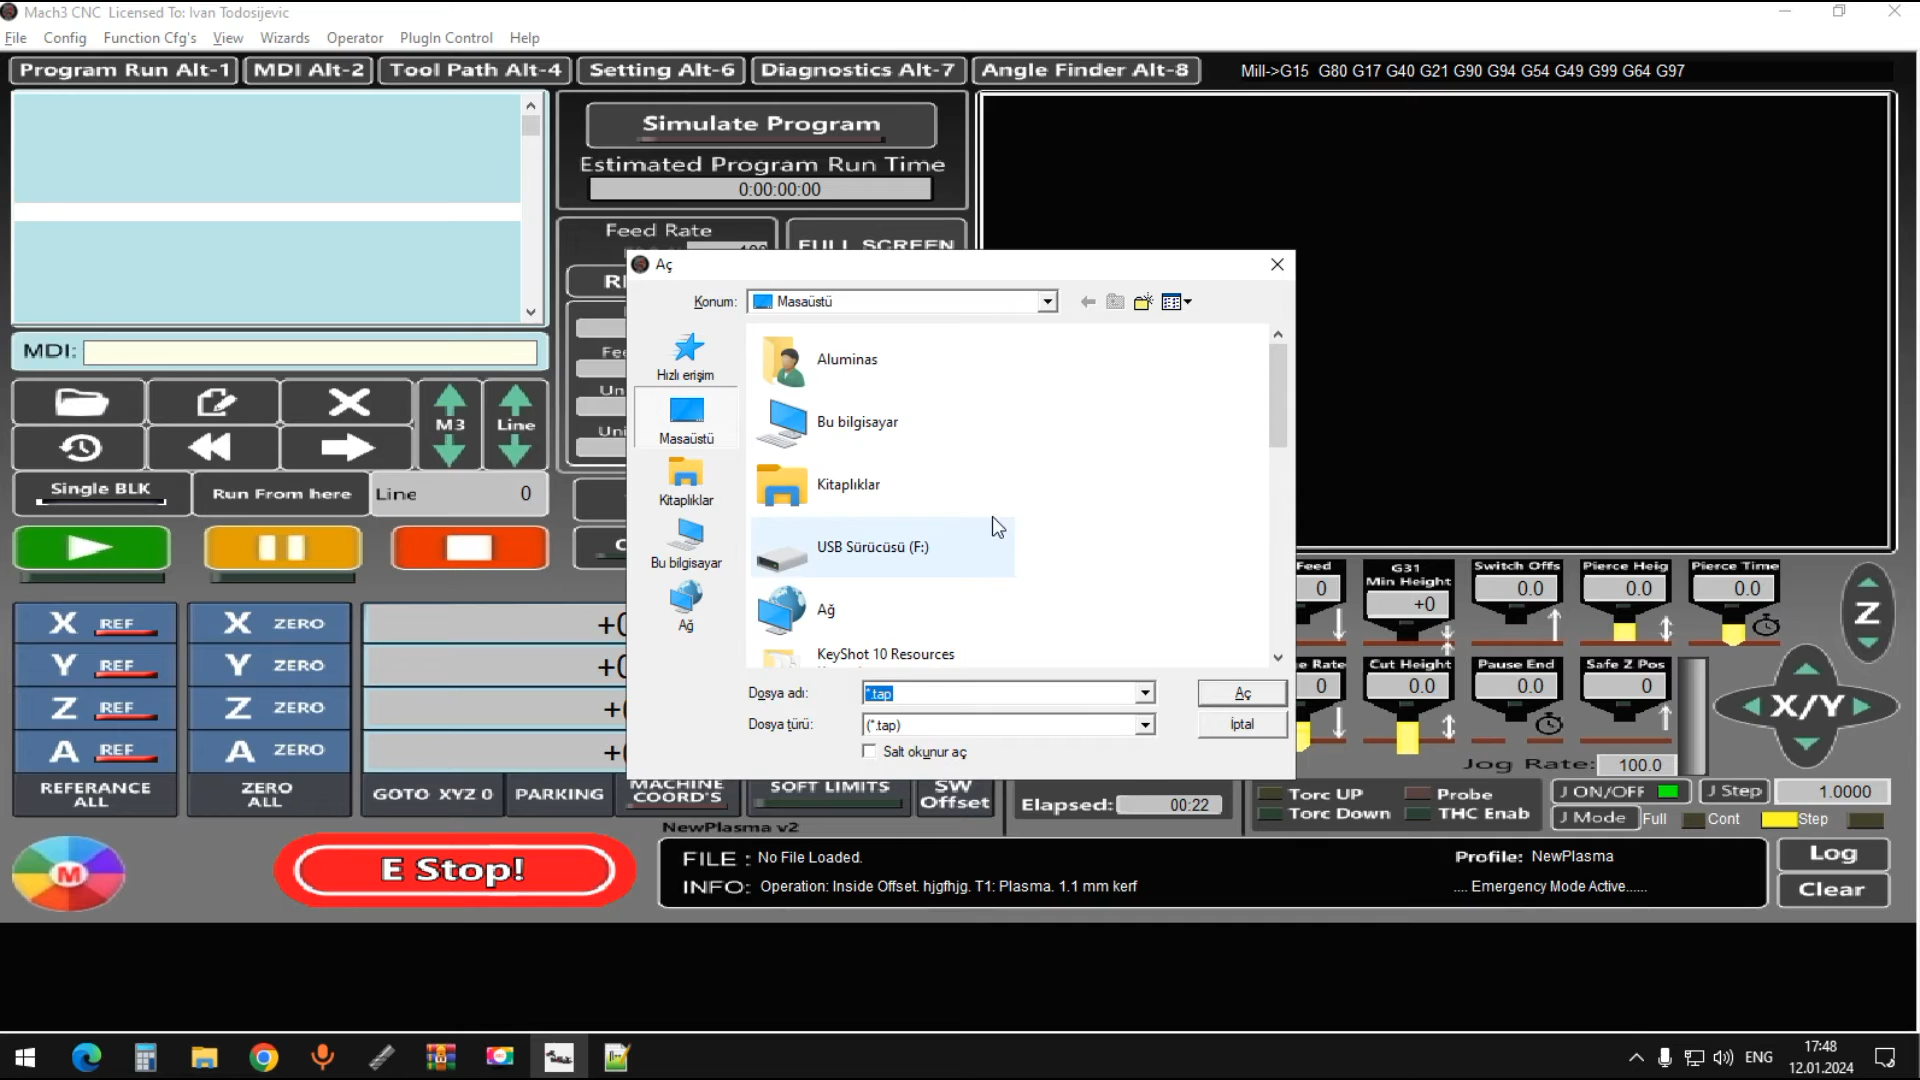 Mach3 CNC Licensed To: Ivan Todosijevic
File Config Function Cfg's View Wizards Operator PlugIn Control Help
Program Run Alt-1 MDI Alt-2 Tool Path Alt-4 Setting Alt-6 Diagnostics Alt-7 Angle Finder Alt-8 Mill->G15 G80 G17 G40 G21 G90 G94 G54 G49 G99 G64 G97
Simulate Program
Estimated Program Run Time
0:00:00:00
Feed Rate
FULL SCREEN
Aç
Konum: Masaüstü
MDI:
Hızlı erişim
Masaüstü
Kitaplıklar
Bu bilgisayar
Ağ
Aluminas
Bu bilgisayar
Kitaplıklar
USB Sürücüsü (F:)
Ağ
KeyShot 10 Resources
Dosya adı: *.tap Aç
Dosya türü: (*.tap) İptal
Salt okunur aç
M3 Line
Single BLK Run From here Line 0
X REF X ZERO
Y REF Y ZERO
Z REF Z ZERO
A REF A ZERO
REFERANCE ALL ZERO ALL GOTO XYZ 0 PARKING MACHINE COORD'S SOFT LIMITS SW Offset
Feed G31 Min Height Switch Offs Pierce Heig Pierce Time
0 +0 0.0 0.0 0.0
e Rate Cut Height Pause End Safe Z Pos
0 0.0 0.0 0
Z
X/Y
Jog Rate: 100.0
Elapsed: 00:22
Torc UP Probe
Torc Down THC Enab
J ON/OFF J Step 1.0000
J Mode Full Cont Step
NewPlasma v2
M
E Stop!
FILE : No File Loaded. Profile: NewPlasma
INFO: Operation: Inside Offset. hjgfhjg. T1: Plasma. 1.1 mm kerf .... Emergency Mode Active......
Log
Clear
ENG
17:48
12.01.2024